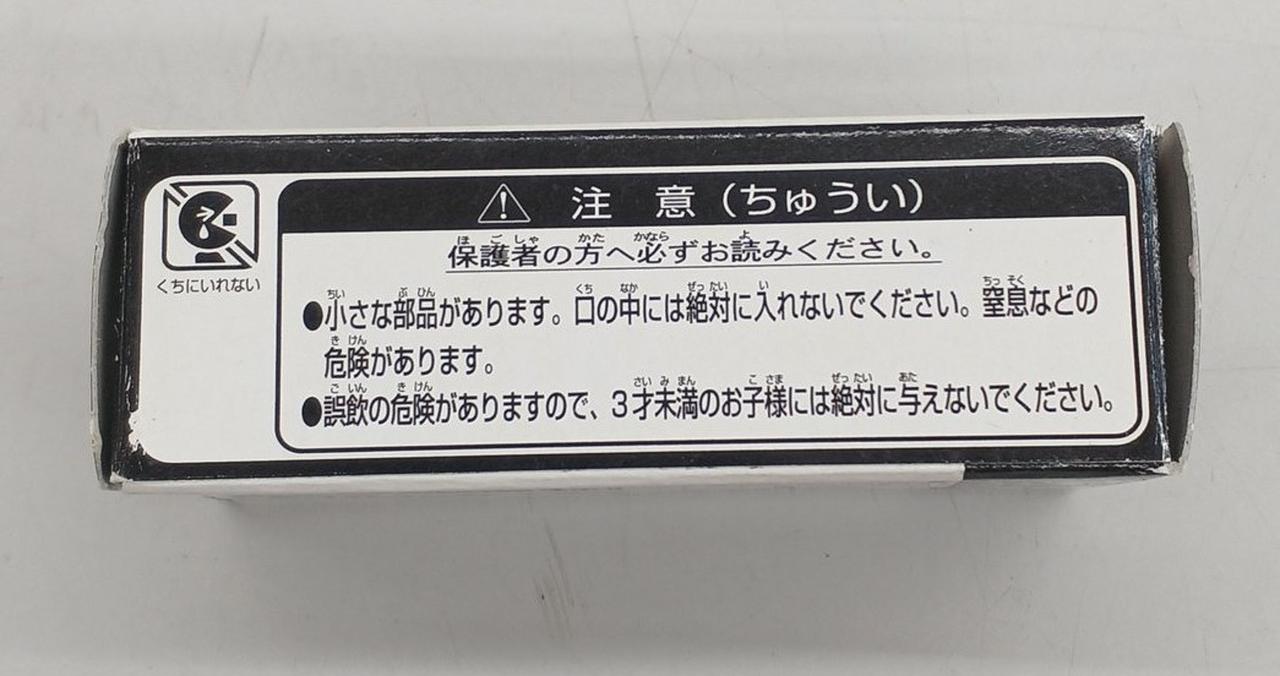 ⚠ 注 意（ちゅうい）
保護者の方へ必ずお読みください。
くちにいれない
●小さな部品があります。口の中には絶対に入れないでください。窒息などの
危険があります。
●誤飲の危険がありますので、3才未満のお子様には絶対に与えないでください。